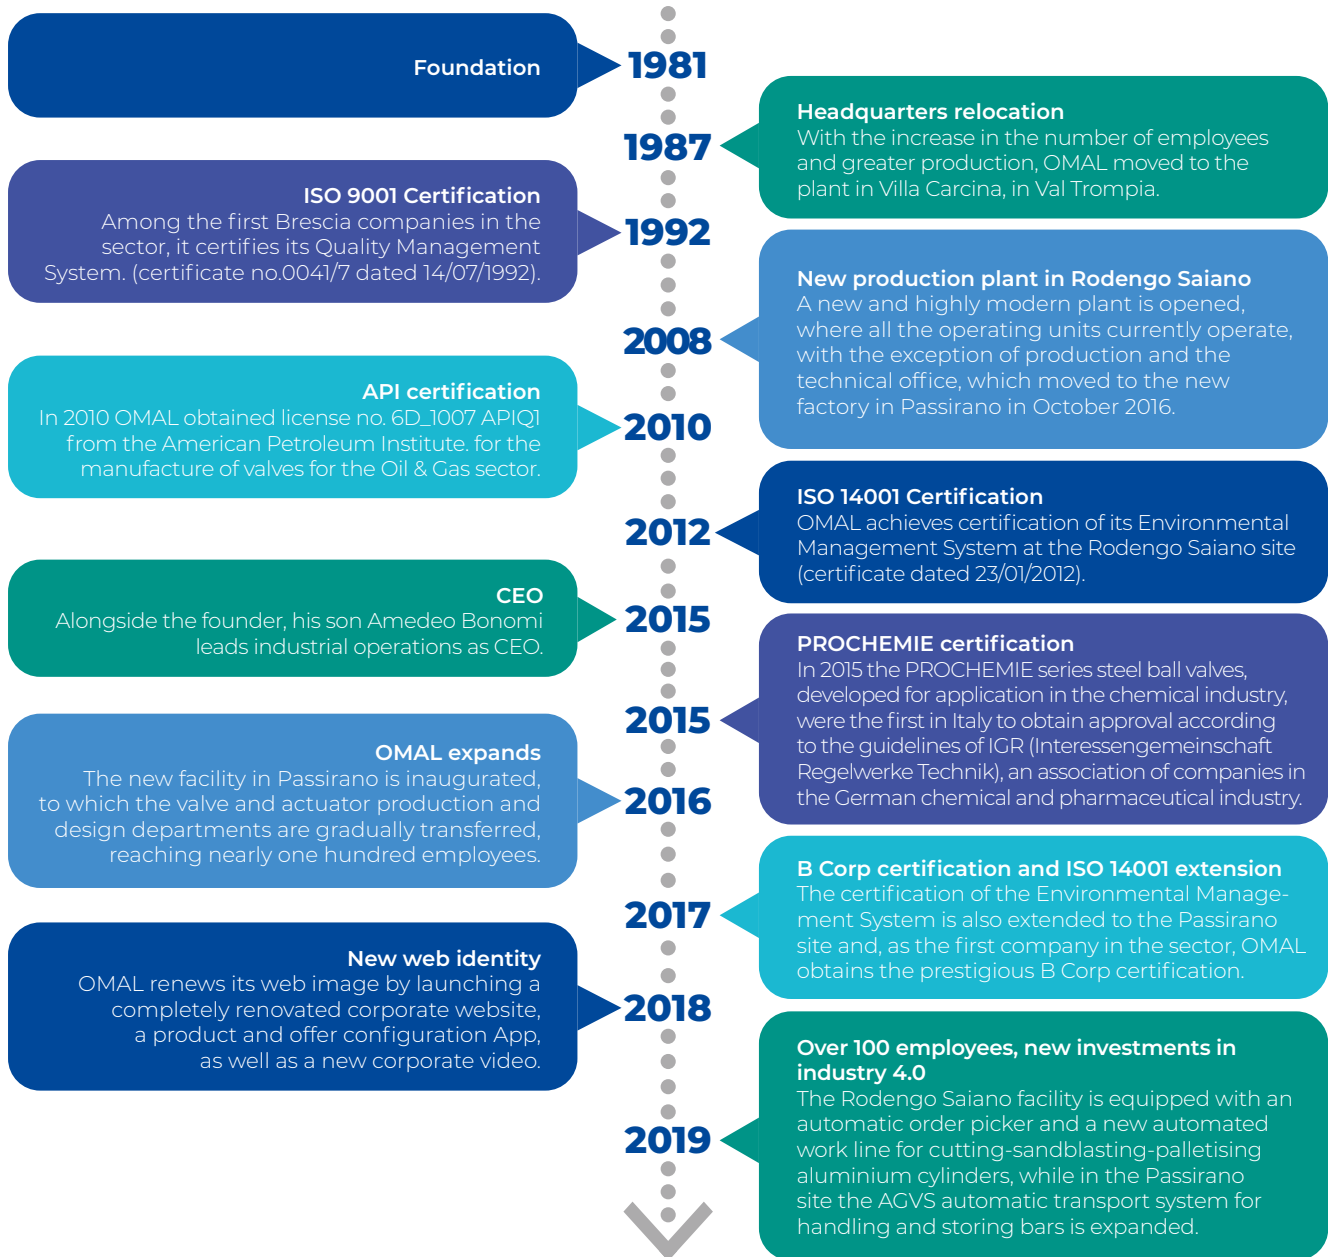 Foundation
1981
1987
Headquarters relocation
With the increase in the number of employees
and greater production, OMAL moved to the
plant in Villa Carcina, in Val Trompia.
ISO 9001 Certification
Among the first Brescia companies in the
sector, it certifies its Quality Management
System. (certificate no.0041/7 dated 14/07/1992).
1992
2008
New production plant in Rodengo Saiano
A new and highly modern plant is opened,
where all the operating units currently operate,
with the exception of production and the
technical office, which moved to the new
factory in Passirano in October 2016.
API certification
In 2010 OMAL obtained license no. 6D_1007 APIQ1
from the American Petroleum Institute. for the
manufacture of valves for the Oil & Gas sector.
2010
2012
ISO 14001 Certification
OMAL achieves certification of its Environmental
Management System at the Rodengo Saiano site
(certificate dated 23/01/2012).
CEO
Alongside the founder, his son Amedeo Bonomi
leads industrial operations as CEO.
2015
2015
PROCHEMIE certification
In 2015 the PROCHEMIE series steel ball valves,
developed for application in the chemical industry,
were the first in Italy to obtain approval according
to the guidelines of IGR (Interessengemeinschaft
Regelwerke Technik), an association of companies in
the German chemical and pharmaceutical industry.
OMAL expands
The new facility in Passirano is inaugurated,
to which the valve and actuator production and
design departments are gradually transferred,
reaching nearly one hundred employees.
2016
2017
B Corp certification and ISO 14001 extension
The certification of the Environmental Manage-
ment System is also extended to the Passirano
site and, as the first company in the sector, OMAL
obtains the prestigious B Corp certification.
New web identity
OMAL renews its web image by launching a
completely renovated corporate website,
a product and offer configuration App,
as well as a new corporate video.
2018
2019
Over 100 employees, new investments in
industry 4.0
The Rodengo Saiano facility is equipped with an
automatic order picker and a new automated
work line for cutting-sandblasting-palletising
aluminium cylinders, while in the Passirano
site the AGVS automatic transport system for
handling and storing bars is expanded.